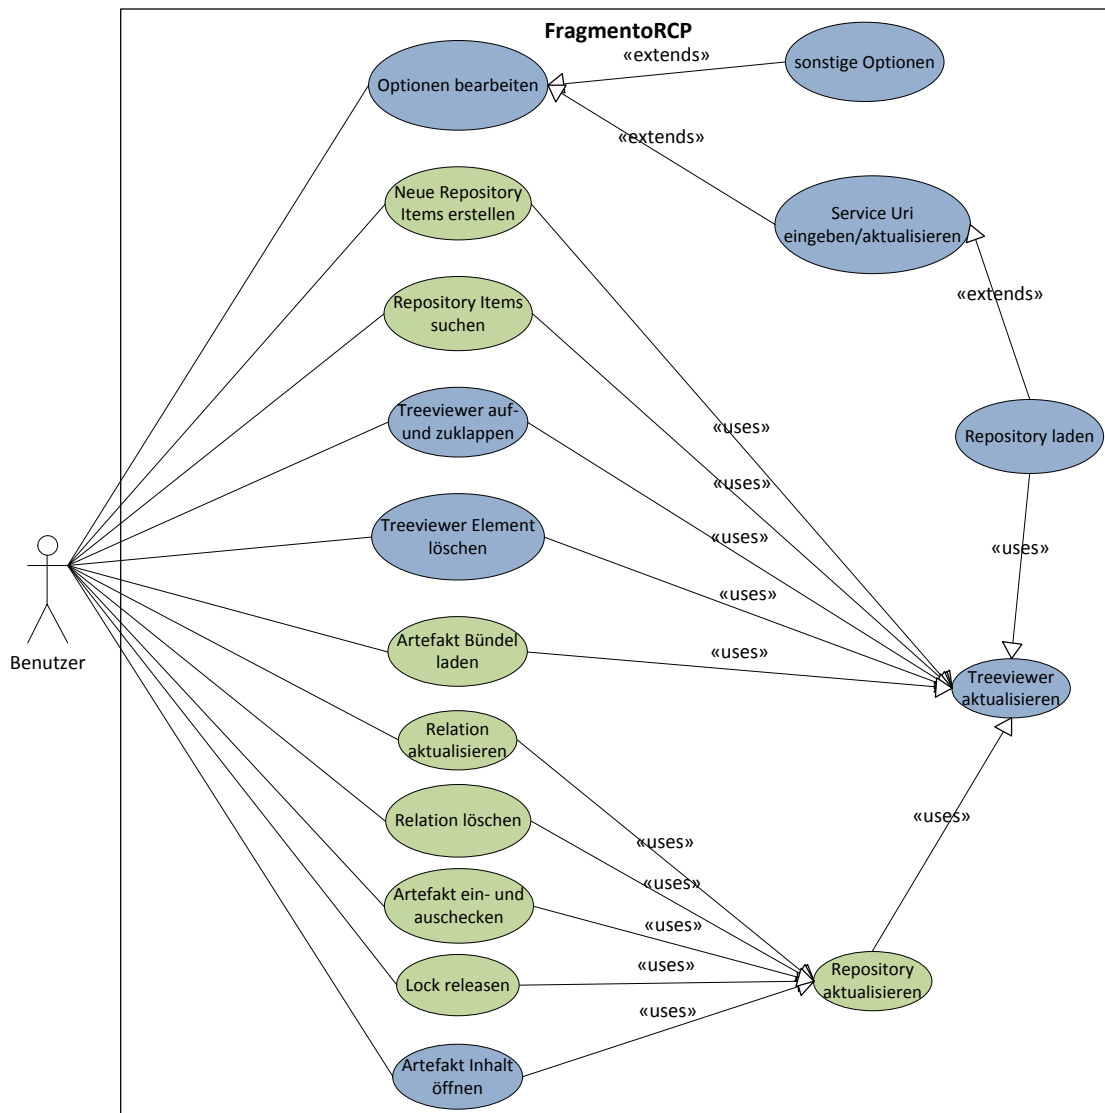 FragmentoRCP
«extends»
sonstige Optionen
Optionen bearbeiten
«extends»
Neue Repository
Items erstellen
Service Uri
eingeben/aktualisieren
«extends»
Repository Items
suchen
Treeviewer auf-
und zuklappen
«uses»
Repository laden
«uses»
Treeviewer Element
löschen
«uses»
«uses»
«uses»
Benutzer
Artefakt Bündel
laden
«uses»
Treeviewer
aktualisieren
Relation
aktualisieren
Relation löschen
«uses»
«uses»
«uses»
Artefakt ein- und
auschecken
«uses»
Lock releasen
«uses»
Repository
aktualisieren
«uses»
Artefakt Inhalt
öffnen